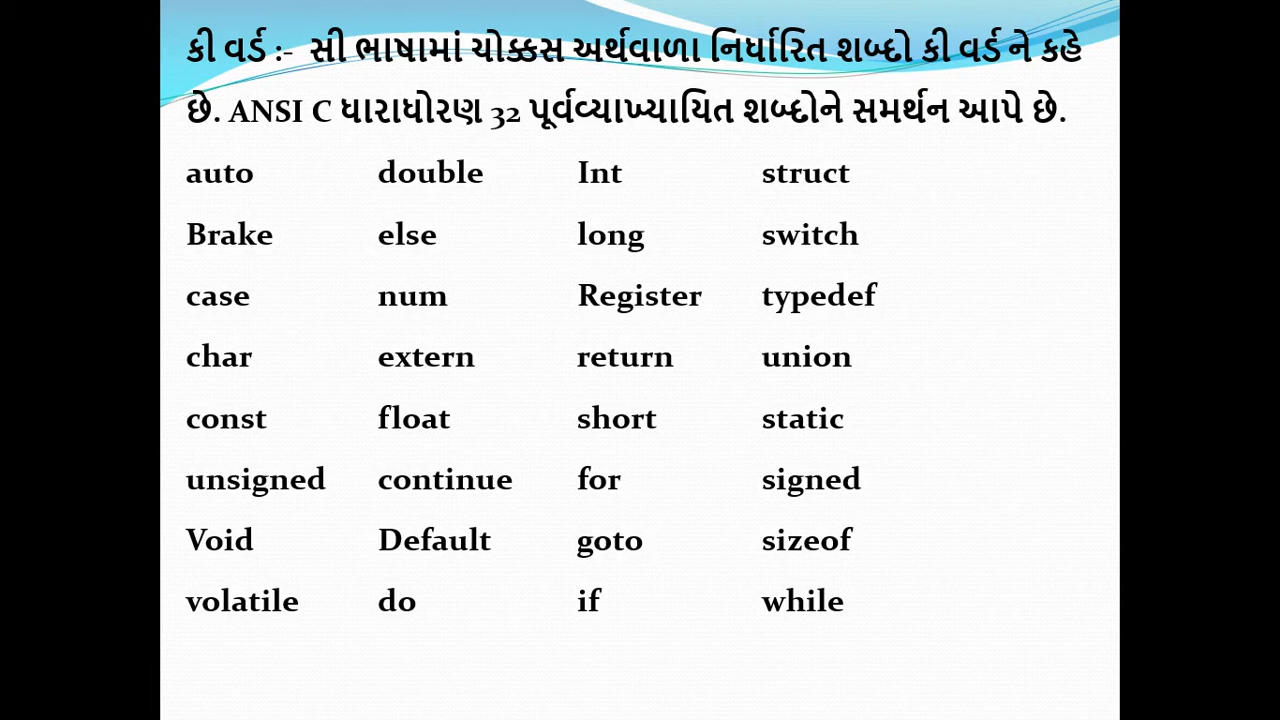 કી વર્ડ :- સી ભાષામાં ચોક્કસ અર્થવાળા નિર્ધારિત શબ્દો કી વર્ડ ને કહે
છે. ANSI C ધારાધોરણ 32 પૂર્વવ્યાખ્યાયિત શબ્દોને સમર્થન આપે છે.
auto double Int struct
Brake else long switch
case num Register typedef
char extern return union
const float short static
unsigned continue for signed
Void Default goto sizeof
volatile do if while